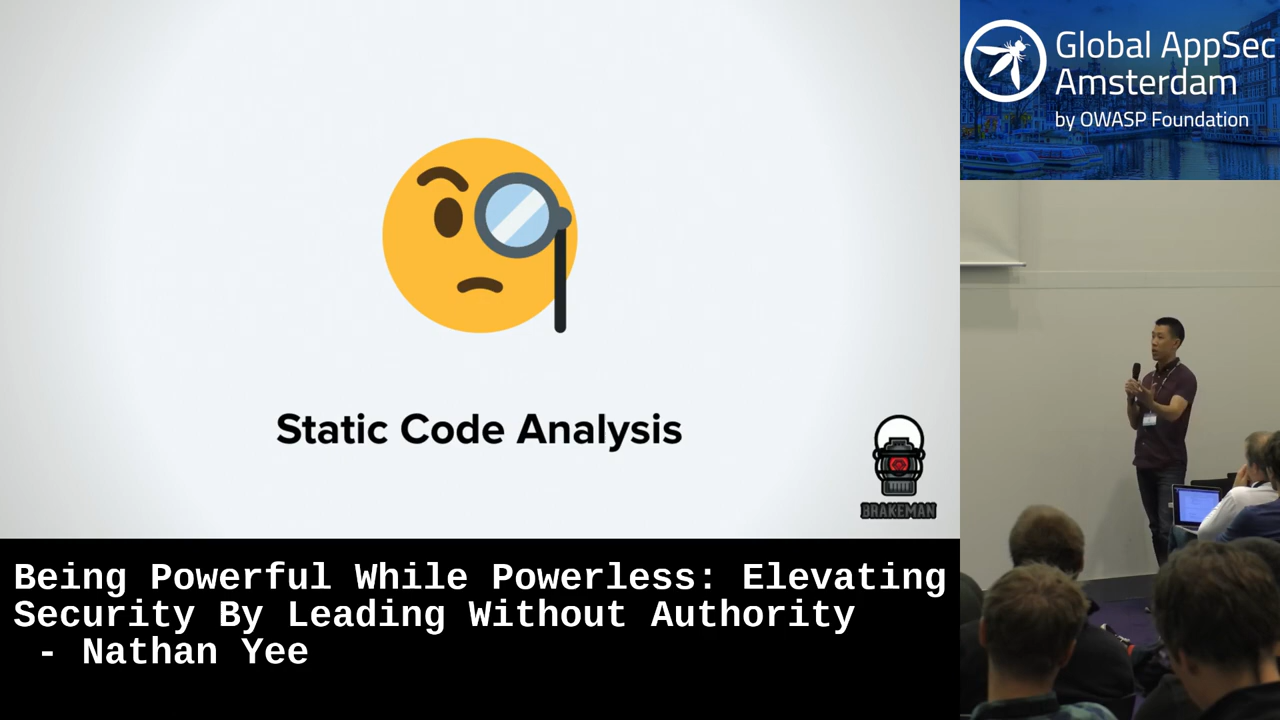 Static Code Analysis
BRAKEMAN
Being Powerful While Powerless: Elevating
Security By Leading Without Authority
- Nathan Yee
Global AppSec
Amsterdam
by OWASP Foundation